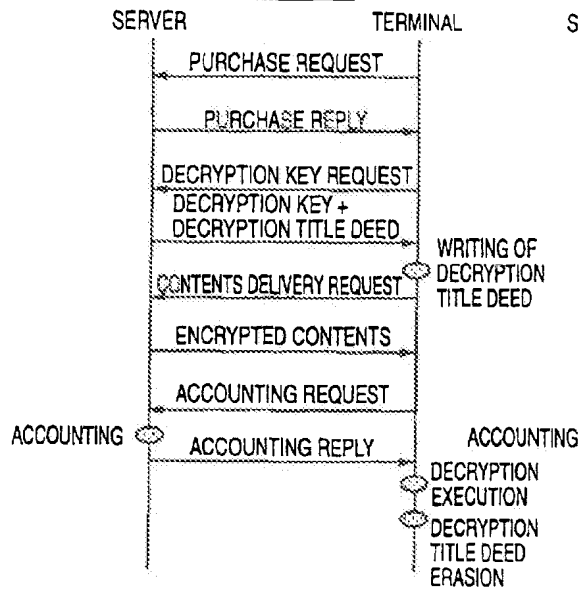 SERVER
TERMINAL
S
PURCHASE REQUEST
PURCHASE REPLY
DECRYPTION KEY REQUEST
DECRYPTION KEY +
DECRYPTION TITLE DEED
WRITING OF
DECRYPTION
TITLE DEED
CONTENTS DELIVERY REQUEST
ENCRYPTED CONTENTS
ACCOUNTING REQUEST
ACCOUNTING
ACCOUNTING REPLY
ACCOUNTING
DECRYPTION
EXECUTION
DECRYPTION
TITLE DEED
ERASION